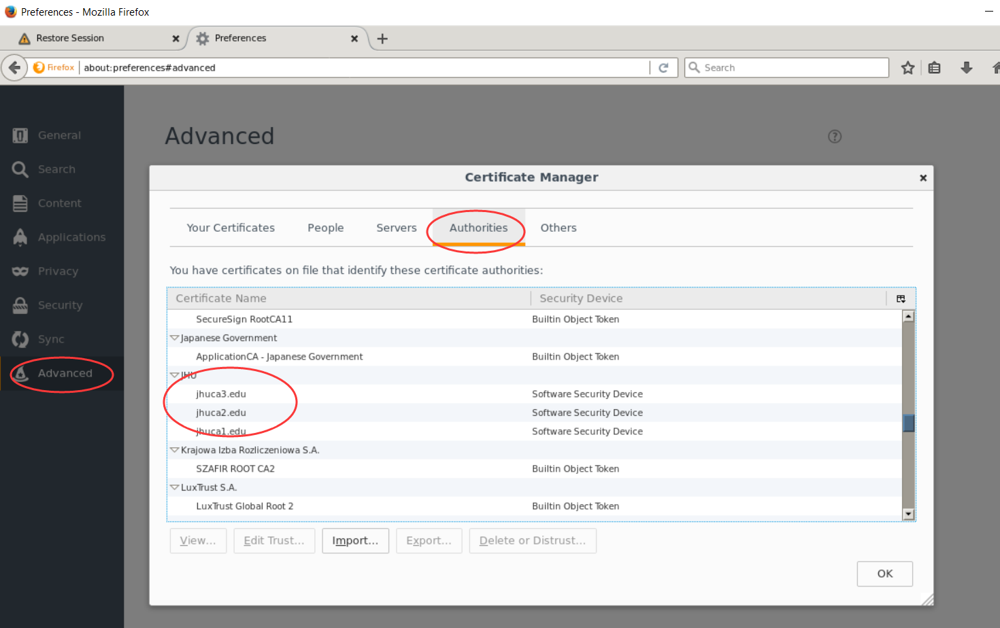 Preferences - Mozilla Firefox
Restore Session
Preferences
Firefox about:preferences#advanced
Search
General
Search
Content
Applications
Privacy
Security
Sync
Advanced
Advanced
?
Certificate Manager
Your Certificates People Servers Authorities Others
You have certificates on file that identify these certificate authorities:
Certificate Name Security Device
SecureSign RootCA11 Builtin Object Token
Japanese Government
ApplicationCA - Japanese Government Builtin Object Token
JHU
jhuca3.edu Software Security Device
jhuca2.edu Software Security Device
jhuca1.edu Software Security Device
Krajowa Izba Rozliczeniowa S.A.
SZAFIR ROOT CA2 Builtin Object Token
LuxTrust S.A.
LuxTrust Global Root 2 Builtin Object Token
View... Edit Trust... Import... Export... Delete or Distrust...
OK